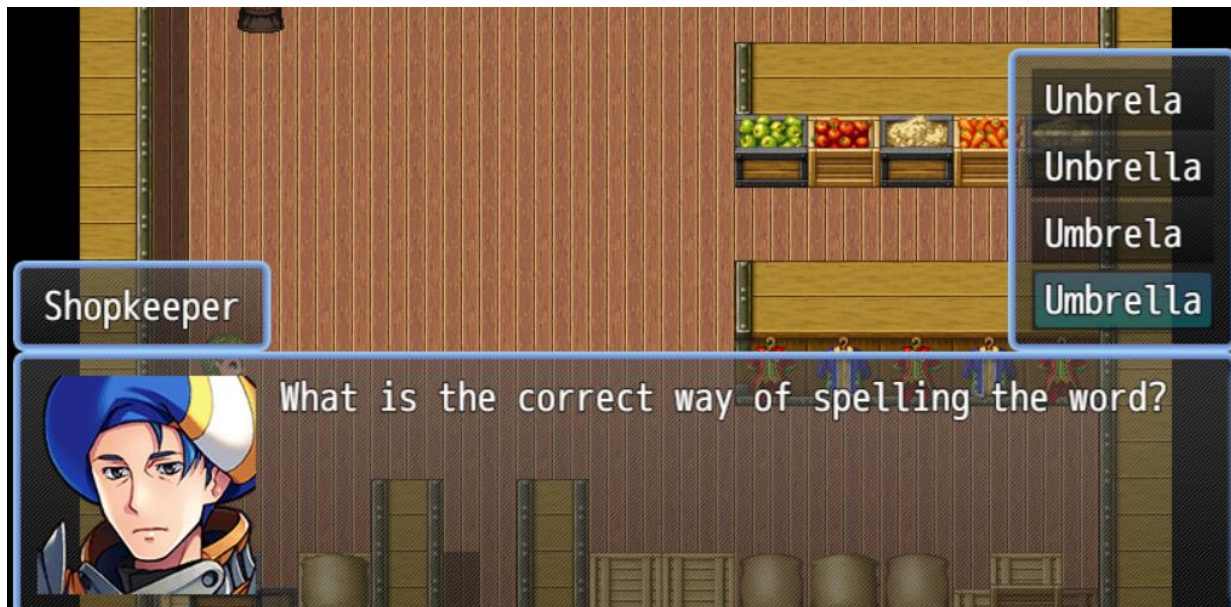 Unbrela
Unbrella
Umbrela
Umbrella
Shopkeeper
What is the correct way of spelling the word?